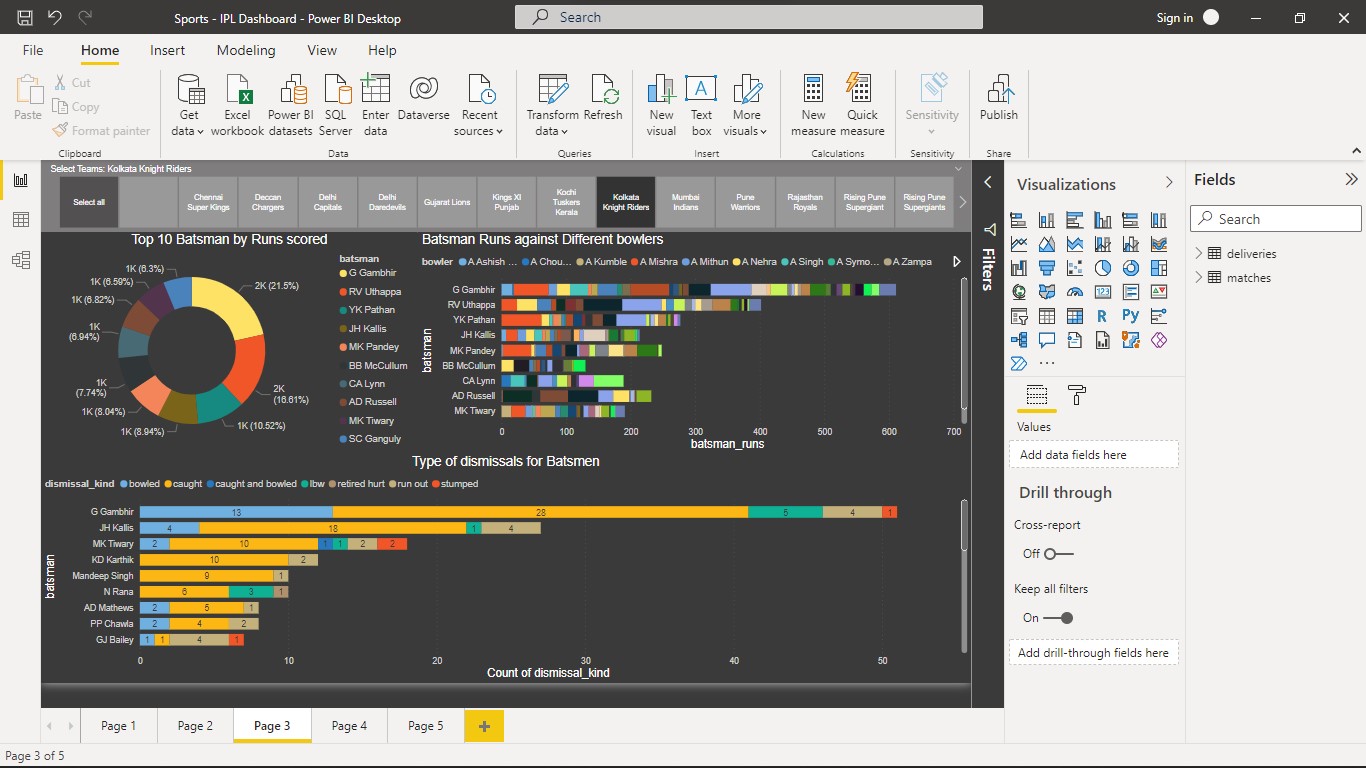 Sports - IPL Dashboard - Power BI Desktop
Search
Sign in
File Home Insert Modeling View Help
Paste
Cut
Copy
Format painter
Clipboard
Get data
Excel workbook
Power BI datasets
SQL Server
Enter data
Dataverse
Recent sources
Data
Transform data
Refresh
Queries
New visual
Text box
More visuals
Insert
New measure
Quick measure
Calculations
Sensitivity
Sensitivity
Publish
Share
Select Teams: Kolkata Knight Riders
Select all
Chennai Super Kings
Deccan Chargers
Delhi Capitals
Delhi Daredevils
Gujarat Lions
Kings XI Punjab
Kochi Tuskers Kerala
Kolkata Knight Riders
Mumbai Indians
Pune Warriors
Rajasthan Royals
Rising Pune Supergiant
Rising Pune Supergiants
Top 10 Batsman by Runs scored
2K (21.5%)
2K (16.61%)
1K (10.52%)
1K (8.94%)
1K (8.04%)
1K (7.74%)
1K (6.94%)
1K (6.82%)
1K (6.59%)
1K (6.3%)
batsman
G Gambhir
RV Uthappa
YK Pathan
JH Kallis
MK Pandey
BB McCullum
CA Lynn
AD Russell
MK Tiwary
SC Ganguly
Batsman Runs against Different bowlers
bowler A Ashish ... A Chou... A Kumble A Mishra A Mithun A Nehra A Singh A Symo... A Zampa
batsman
G Gambhir
RV Uthappa
YK Pathan
JH Kallis
MK Pandey
BB McCullum
CA Lynn
AD Russell
MK Tiwary
0 100 200 300 400 500 600 700
batsman_runs
Type of dismissals for Batsmen
dismissal_kind bowled caught caught and bowled lbw retired hurt run out stumped
batsman
G Gambhir 13 28 5 4 1
JH Kallis 4 18 1 4
MK Tiwary 2 10 1 1 2 2
KD Karthik 10 2
Mandeep Singh 9 1
N Rana 6 3 1
AD Mathews 2 5 1
PP Chawla 2 4 2
GJ Bailey 1 1 4 1
0 10 20 30 40 50
Count of dismissal_kind
Filters
Visualizations
R Py
123
...
Values
Add data fields here
Drill through
Cross-report
Off
Keep all filters
On
Add drill-through fields here
Fields
Search
deliveries
matches
Page 1 Page 2 Page 3 Page 4 Page 5 +
Page 3 of 5